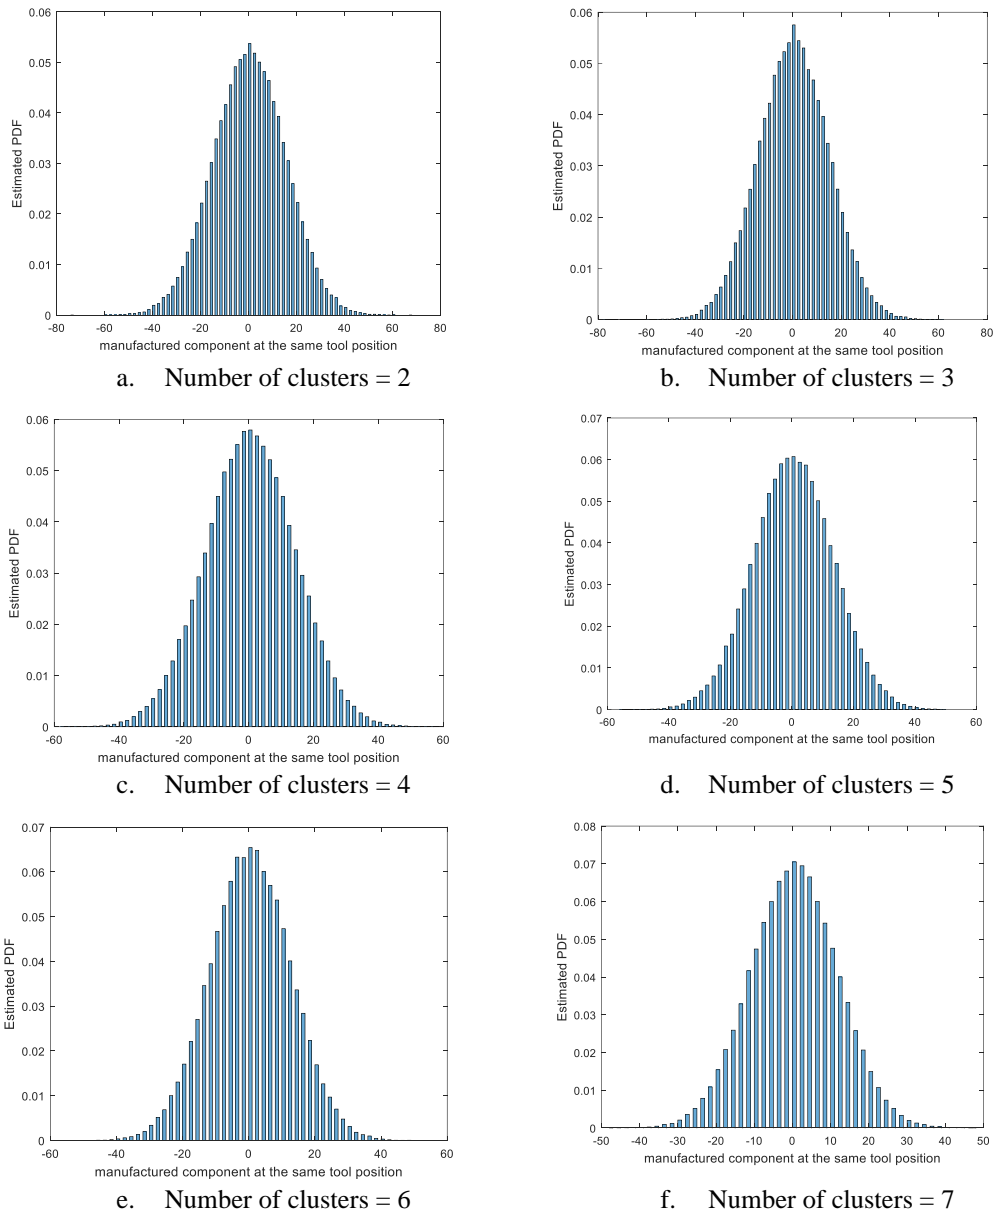 0.06
0.05
0.04
0.03
0.02
0.01
0
Estimated PDF
-80 -60 -40 -20 0 20 40 60 80
manufactured component at the same tool position
a. Number of clusters = 2
0.06
0.05
0.04
0.03
0.02
0.01
0
Estimated PDF
-80 -60 -40 -20 0 20 40 60 80
manufactured component at the same tool position
b. Number of clusters = 3
0.06
0.05
0.04
0.03
0.02
0.01
0
Estimated PDF
-60 -40 -20 0 20 40 60
manufactured component at the same tool position
c. Number of clusters = 4
0.07
0.06
0.05
0.04
0.03
0.02
0.01
0
Estimated PDF
-60 -40 -20 0 20 40 60
manufactured component at the same tool position
d. Number of clusters = 5
0.07
0.06
0.05
0.04
0.03
0.02
0.01
0
Estimated PDF
-60 -40 -20 0 20 40 60
manufactured component at the same tool position
e. Number of clusters = 6
0.08
0.07
0.06
0.05
0.04
0.03
0.02
0.01
0
Estimated PDF
-50 -40 -30 -20 -10 0 10 20 30 40 50
manufactured component at the same tool position
f. Number of clusters = 7